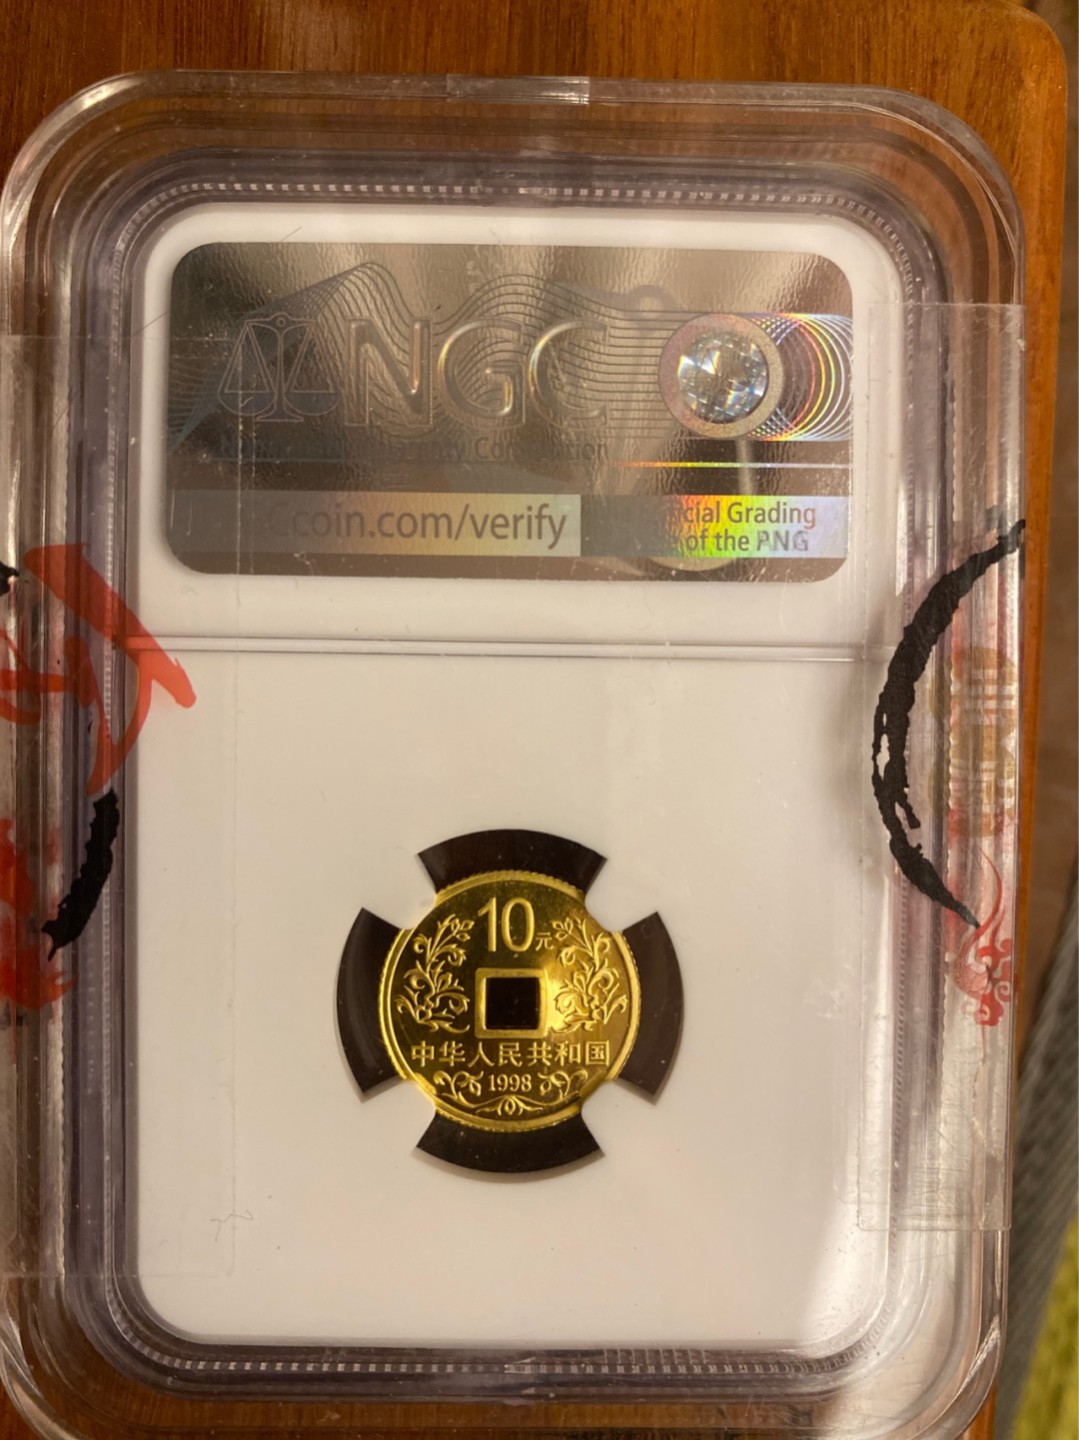 NGC
coin.com/verify
cial Grading
of the PNG
10元
中华人民共和国
1998